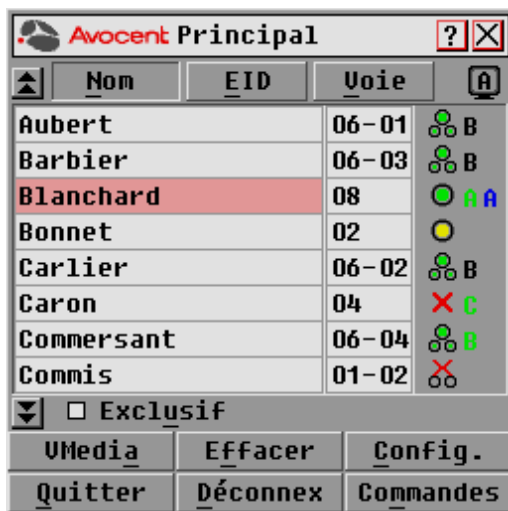 Avocent Principal ? X
Nom EID Voie A
Aubert 06-01 B
Barbier 06-03 B
Blanchard 08 A A
Bonnet 02
Carlier 06-02 B
Caron 04 C
Commersant 06-04 B
Commis 01-02
Exclusif
VMedia Effacer Config.
Quitter Déconnex Commandes